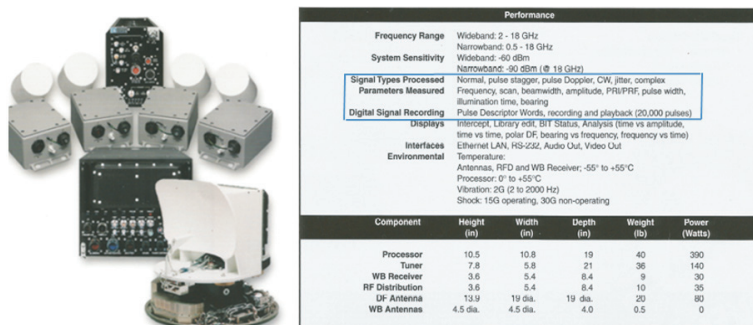 Performance
Frequency Range Wideband: 2 - 18 GHz
Narrowband: 0.5 - 18 GHz
System Sensitivity Wideband: -60 dBm
Narrowband: -90 dBm (@ 18 GHz)
Signal Types Processed Normal, pulse stagger, pulse Doppler, CW, jitter, complex
Parameters Measured Frequency, scan, beamwidth, amplitude, PRI/PRF, pulse width,
illumination time, bearing
Digital Signal Recording Pulse Descriptor Words, recording and playback (20,000 pulses)
Displays Intercept, Library edit, BIT Status, Analysis (time vs amplitude,
time vs time, polar DF, bearing vs frequency, frequency vs time)
Interfaces Ethernet LAN, RS-232, Audio Out, Video Out
Environmental Temperature:
Antennas, RFD and WB Receiver; -55° to +55°C
Processor: 0° to +55°C
Vibration: 2G (2 to 2000 Hz)
Shock: 15G operating, 30G non-operating
Component Height (in) Width (in) Depth (in) Weight (lb) Power (Watts)
Processor 10.5 10.8 19 40 390
Tuner 7.8 5.8 21 36 140
WB Receiver 3.6 5.4 8.4 9 30
RF Distribution 3.6 5.4 8.4 10 35
DF Antenna 13.9 19 dia. 19 dia. 20 80
WB Antennas 4.5 dia. 4.5 dia. 4.0 0.5 0